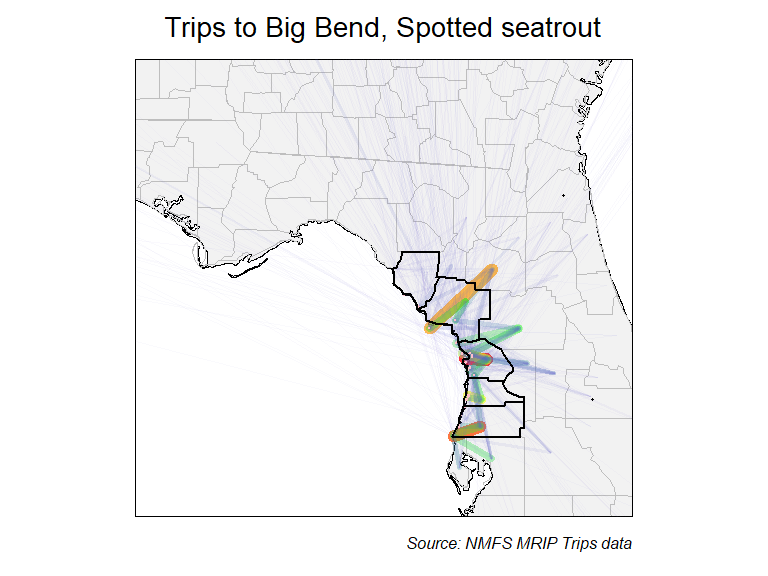 Trips to Big Bend, Spotted seatrout
Source: NMFS MRIP Trips data